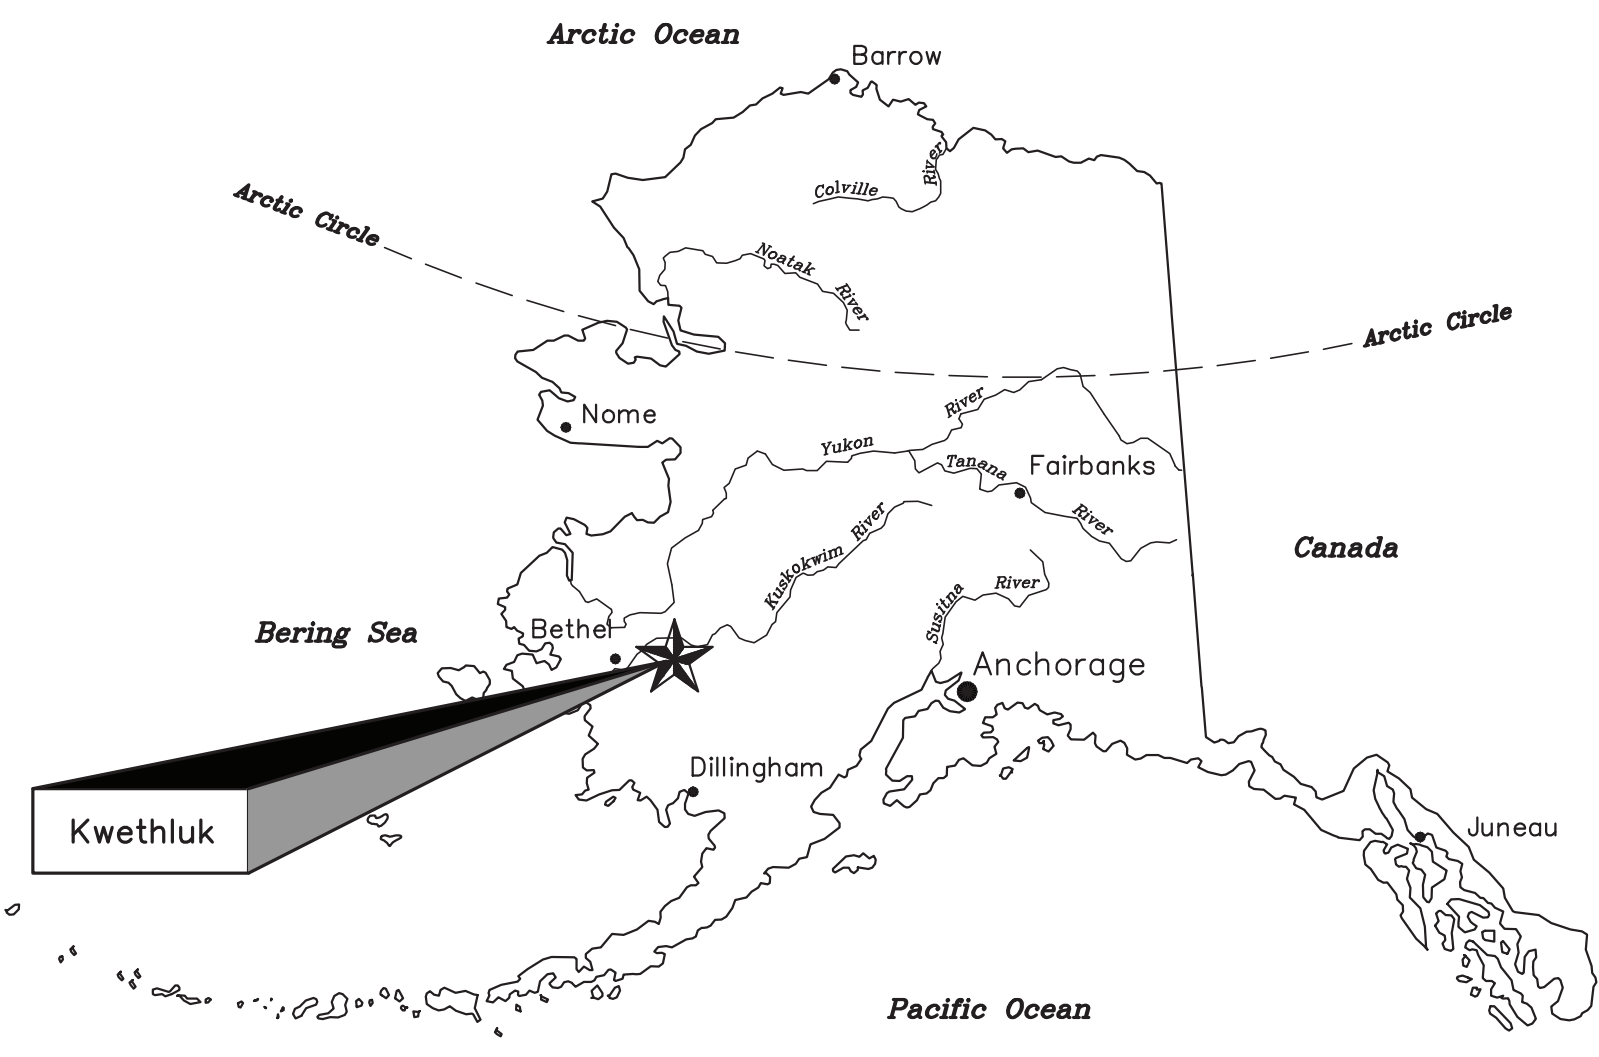 Arctic Ocean
Barrow
Colville River
Arctic Circle
Noatak River
Arctic Circle
Nome
Yukon River
Tanana River
Fairbanks
Kuskokwim River
Canada
Susitna River
Bering Sea
Bethel
Anchorage
Dillingham
Kwethluk
Juneau
Pacific Ocean